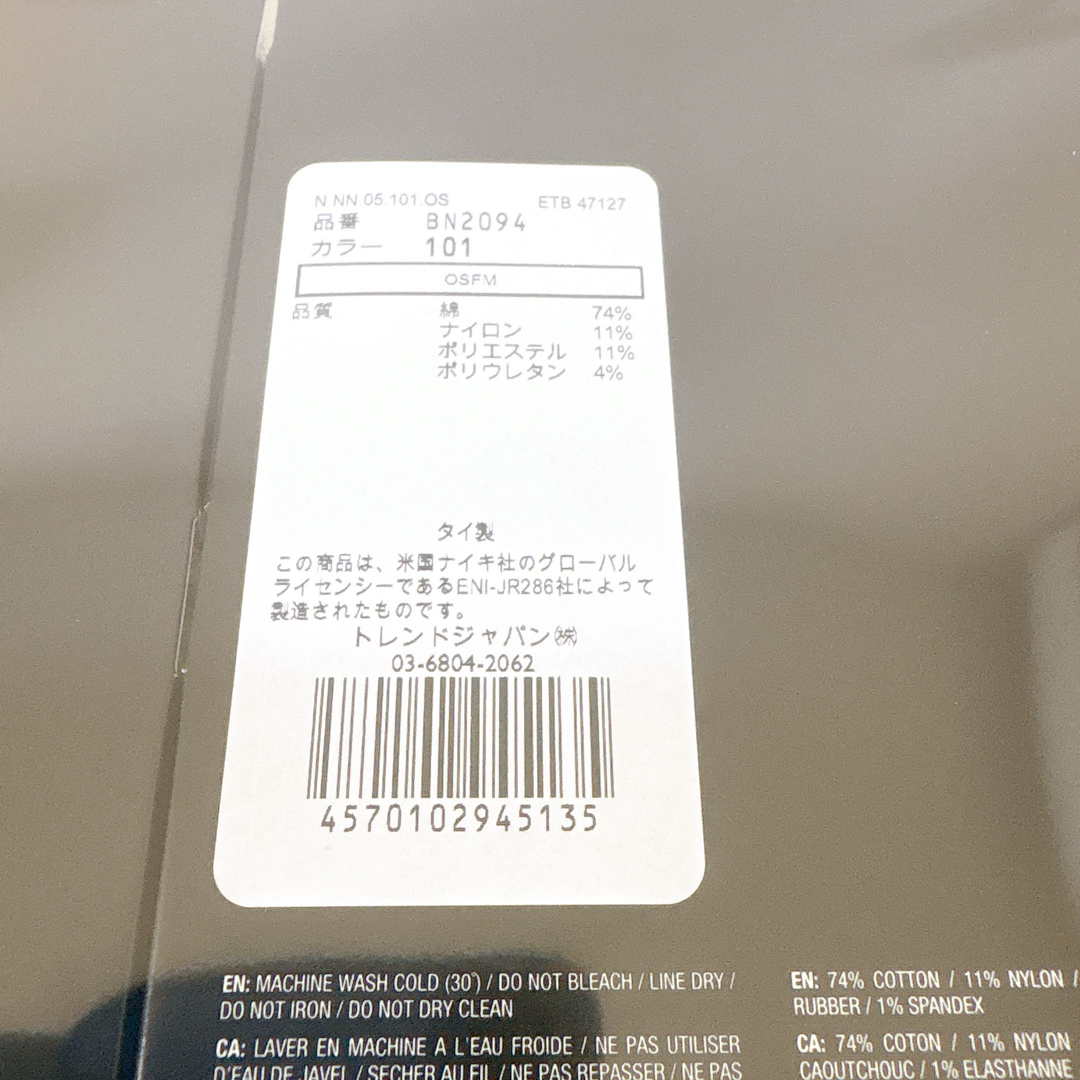 N.NN.05.101.OS ETB 47127
品番 BN2094
カラー 101
OSFM
品質 綿 74%
ナイロン 11%
ポリエステル 11%
ポリウレタン 4%
タイ製
この商品は、米国ナイキ社のグローバル
ライセンシーであるENI-JR286社によって
製造されたものです。
トレンドジャパン㈱
03-6804-2062
4570102945135
EN: MACHINE WASH COLD (30°) / DO NOT BLEACH / LINE DRY /
DO NOT IRON / DO NOT DRY CLEAN
CA: LAVER EN MACHINE A L'EAU FROIDE / NE PAS UTILISER
D'EAU DE JAVEL / SECHER AU FIL / NE PAS REPASSER / NE PAS
EN: 74% COTTON / 11% NYLON /
RUBBER / 1% SPANDEX
CA: 74% COTON / 11% NYLON
CAOUTCHOUC / 1% ELASTHANNE